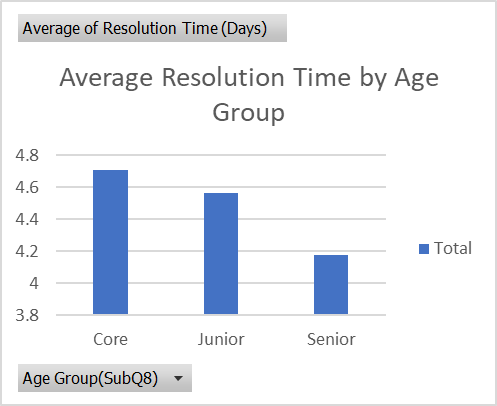 Average of Resolution Time (Days)
Average Resolution Time by Age
Group
4.8
4.6
4.4
4.2
4
3.8
Core Junior Senior
Total
Age Group(SubQ8)